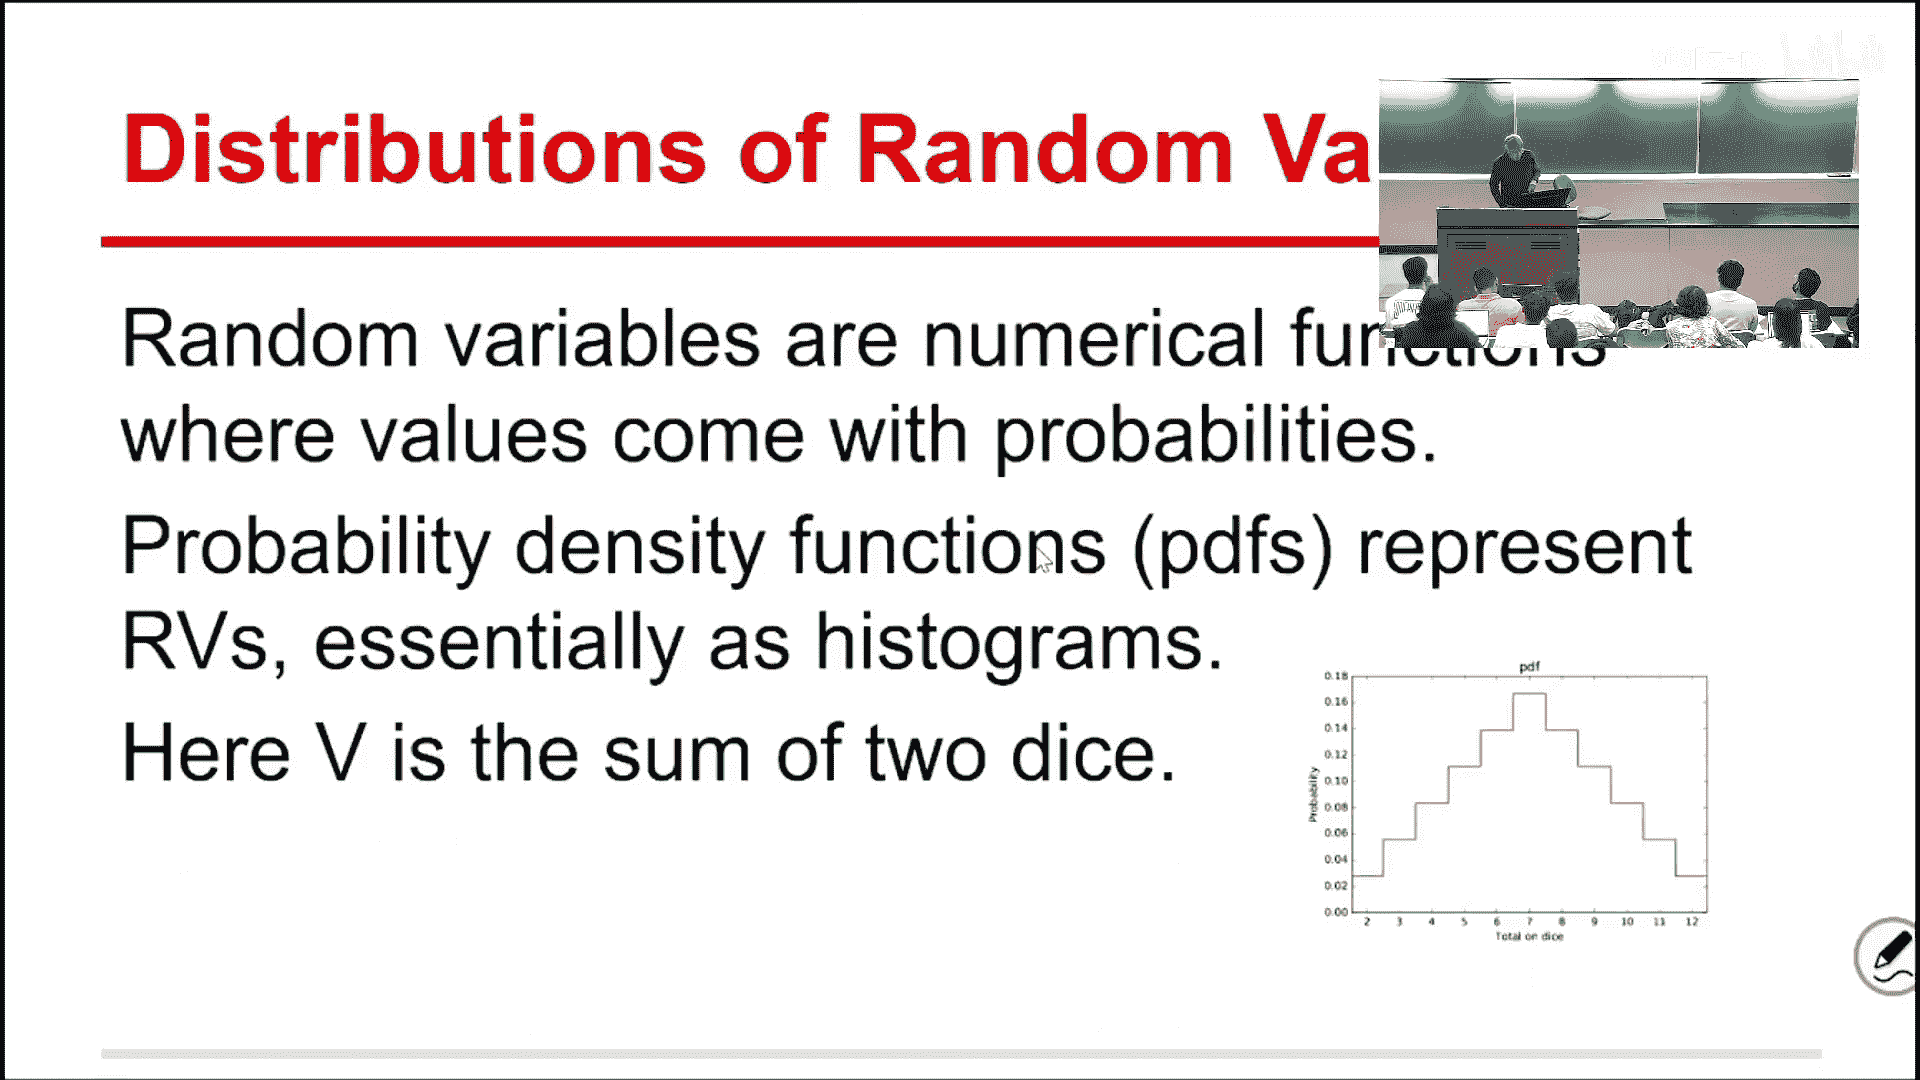 Distributions of Random Va
Random variables are numerical functions
where values come with probabilities.
Probability density functions (pdfs) represent
RVs, essentially as histograms.
Here V is the sum of two dice.
pdf
0.18
0.16
0.14
0.12
0.10
0.08
0.06
0.04
0.02
0.00
Probability
2 3 4 5 6 7 8 9 10 11 12
Total on dice